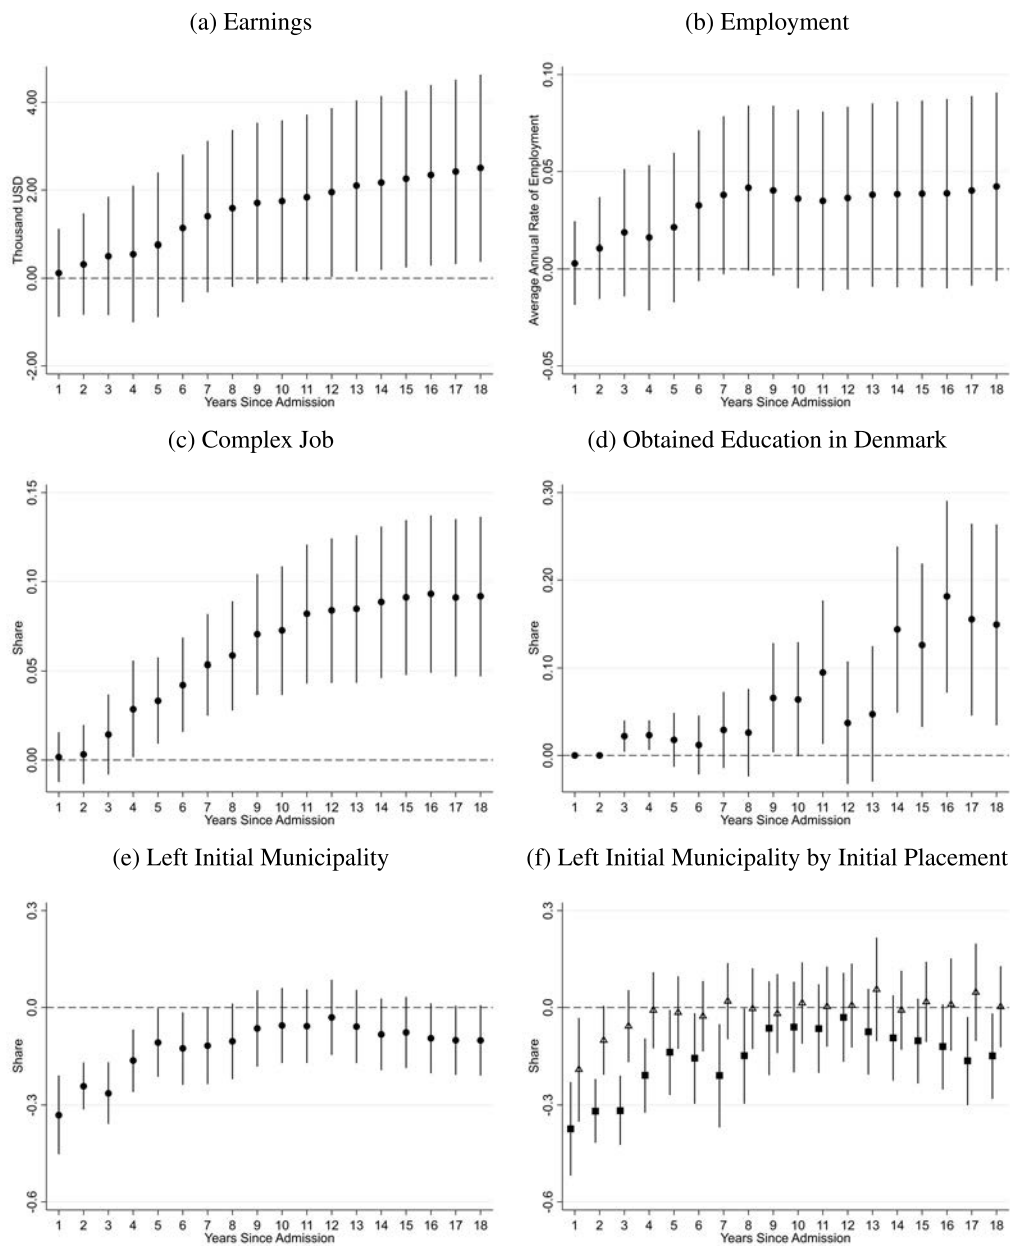 (a) Earnings
Thousand USD
4.00
2.00
0.00
-2.00
1 2 3 4 5 6 7 8 9 10 11 12 13 14 15 16 17 18
Years Since Admission
(b) Employment
Average Annual Rate of Employment
0.10
0.05
0.00
-0.05
1 2 3 4 5 6 7 8 9 10 11 12 13 14 15 16 17 18
Years Since Admission
(c) Complex Job
Share
0.15
0.10
0.05
0.00
1 2 3 4 5 6 7 8 9 10 11 12 13 14 15 16 17 18
Years Since Admission
(d) Obtained Education in Denmark
Share
0.30
0.20
0.10
0.00
1 2 3 4 5 6 7 8 9 10 11 12 13 14 15 16 17 18
Years Since Admission
(e) Left Initial Municipality
Share
0.3
0.0
-0.3
-0.6
1 2 3 4 5 6 7 8 9 10 11 12 13 14 15 16 17 18
Years Since Admission
(f) Left Initial Municipality by Initial Placement
Share
0.3
0.0
-0.3
-0.6
1 2 3 4 5 6 7 8 9 10 11 12 13 14 15 16 17 18
Years Since Admission